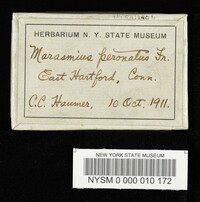 HERBARIUM N. Y. STATE MUSEUM
Marasmius peronatus Fr.
East Hartford, Conn.
C.C. Hanmer. 10 Oct. 1911.
NEW YORK STATE MUSEUM
NYSM 0 000 010 172